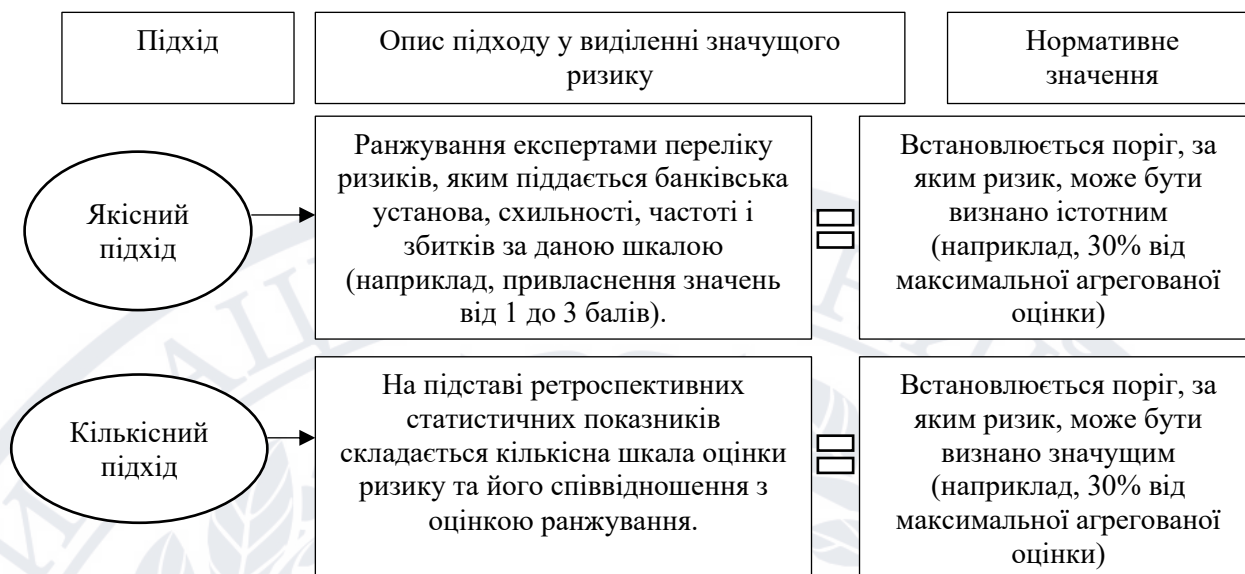 Підхід
Опис підходу у виділенні значущого
ризику
Нормативне
значення
Якісний
підхід
Ранжування експертами переліку
ризиків, яким піддається банківська
установа, схильності, частоті і
збитків за даною шкалою
(наприклад, привласнення значень
від 1 до 3 балів).
Встановлюється поріг, за
яким ризик, може бути
визнано істотним
(наприклад, 30% від
максимальної агрегованої
оцінки)
Кількісний
підхід
На підставі ретроспективних
статистичних показників
складається кількісна шкала оцінки
ризику та його співвідношення з
оцінкою ранжування.
Встановлюється поріг, за
яким ризик, може бути
визнано значущим
(наприклад, 30% від
максимальної агрегованої
оцінки)